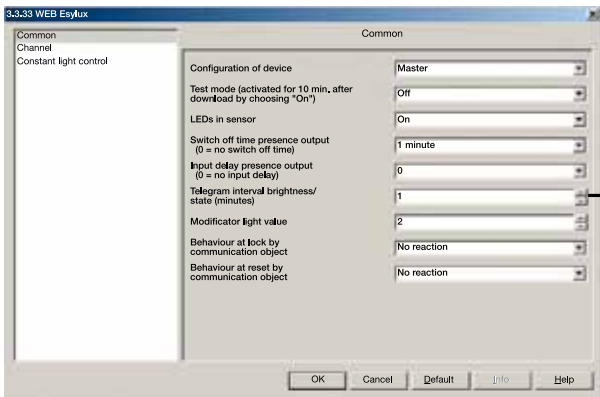 3.3.33 WEB Esylux
Common
Channel
Constant light control
Common
Configuration of device
Master
Test mode (activated for 10 min. after
download by choosing "On")
Off
LEDs in sensor
On
Switch off time presence output
(0 = no switch off time)
1 minute
Input delay presence output
(0 = no input delay)
0
Telegram interval brightness/
state (minutes)
1
Modificator light value
2
Behaviour at lock by
communication object
No reaction
Behaviour at reset by
communication object
No reaction
OK
Cancel
Default
Info
Help